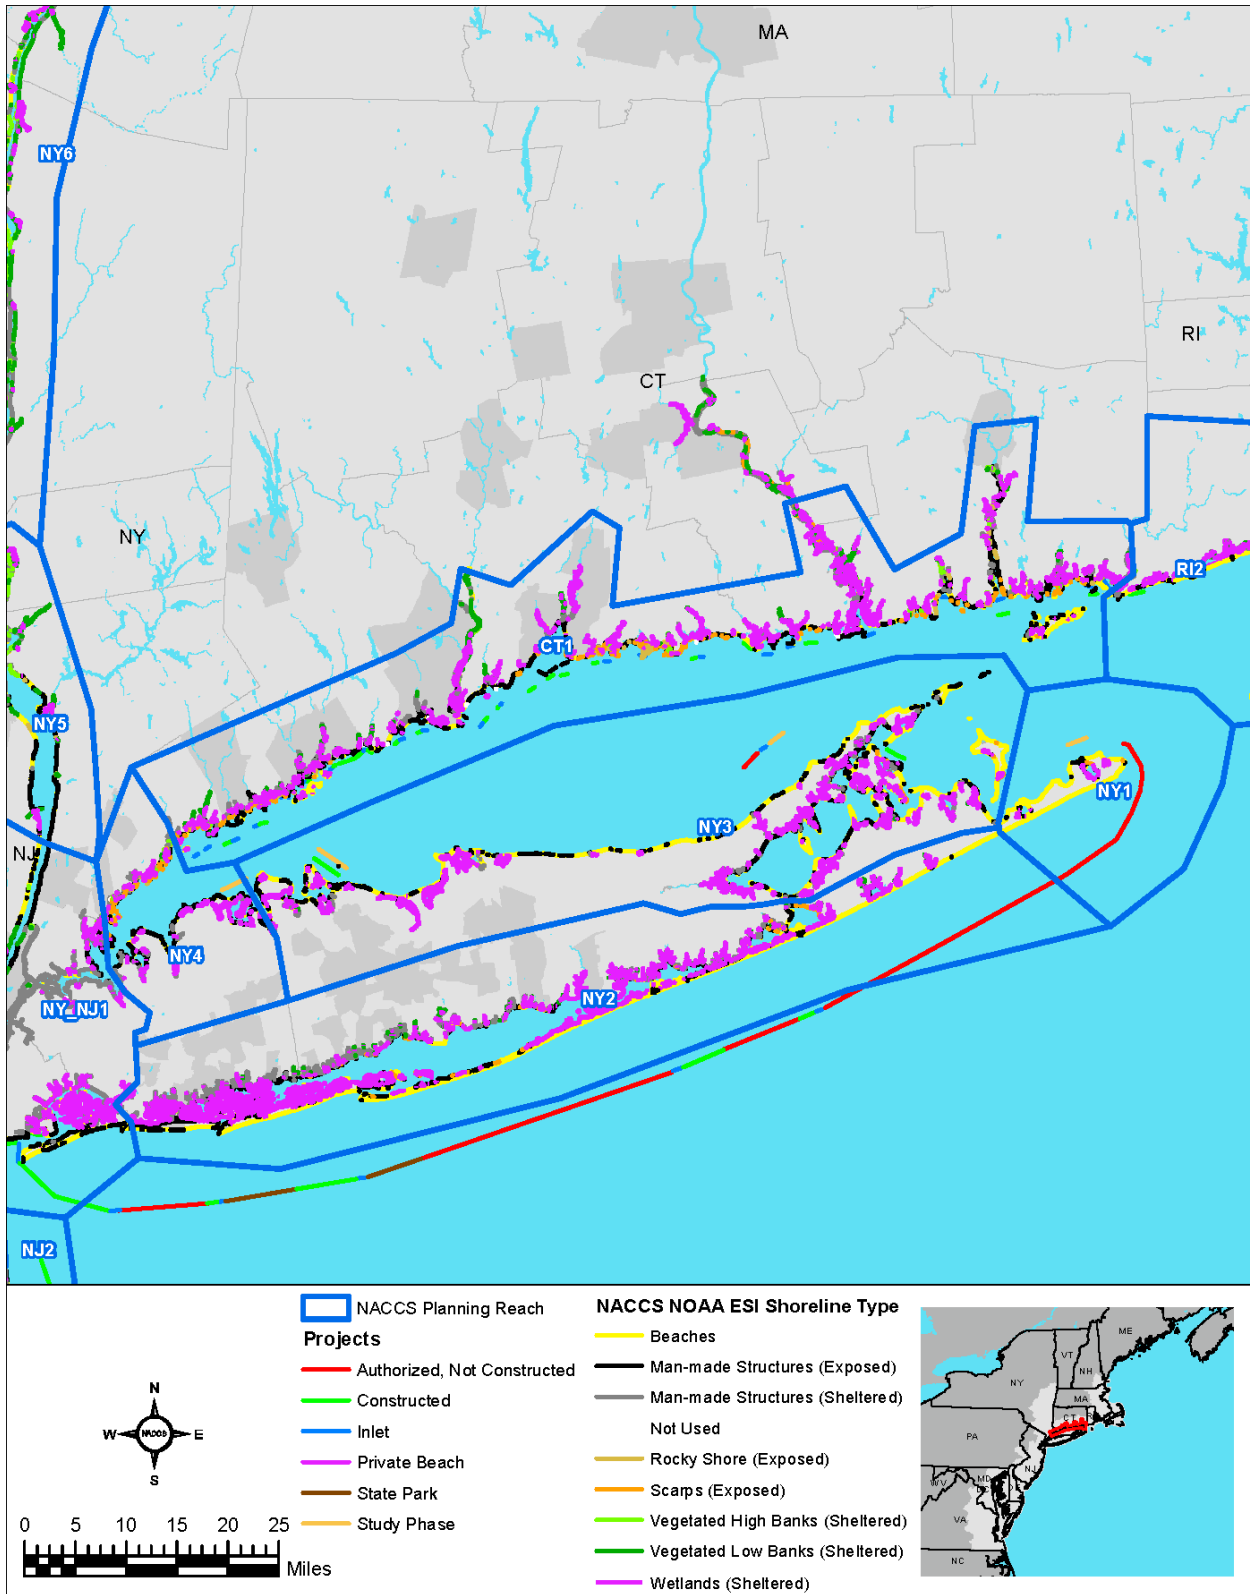 MA
NY6
RI
CT
NY
RI2
CT1
NY5
NY1
NY3
NJ
NY4
NY2
NY_NJ1
NJ2
NACCS Planning Reach
Projects
Authorized, Not Constructed
Constructed
Inlet
Private Beach
State Park
Study Phase
NACCS NOAA ESI Shoreline Type
Beaches
Man-made Structures (Exposed)
Man-made Structures (Sheltered)
Not Used
Rocky Shore (Exposed)
Scarps (Exposed)
Vegetated High Banks (Sheltered)
Vegetated Low Banks (Sheltered)
Wetlands (Sheltered)
N
W NACCS E
S
0 5 10 15 20 25
Miles
ME
VT
NH
NY
MA
CT
PA
NJ
MD
WV
VA
NC